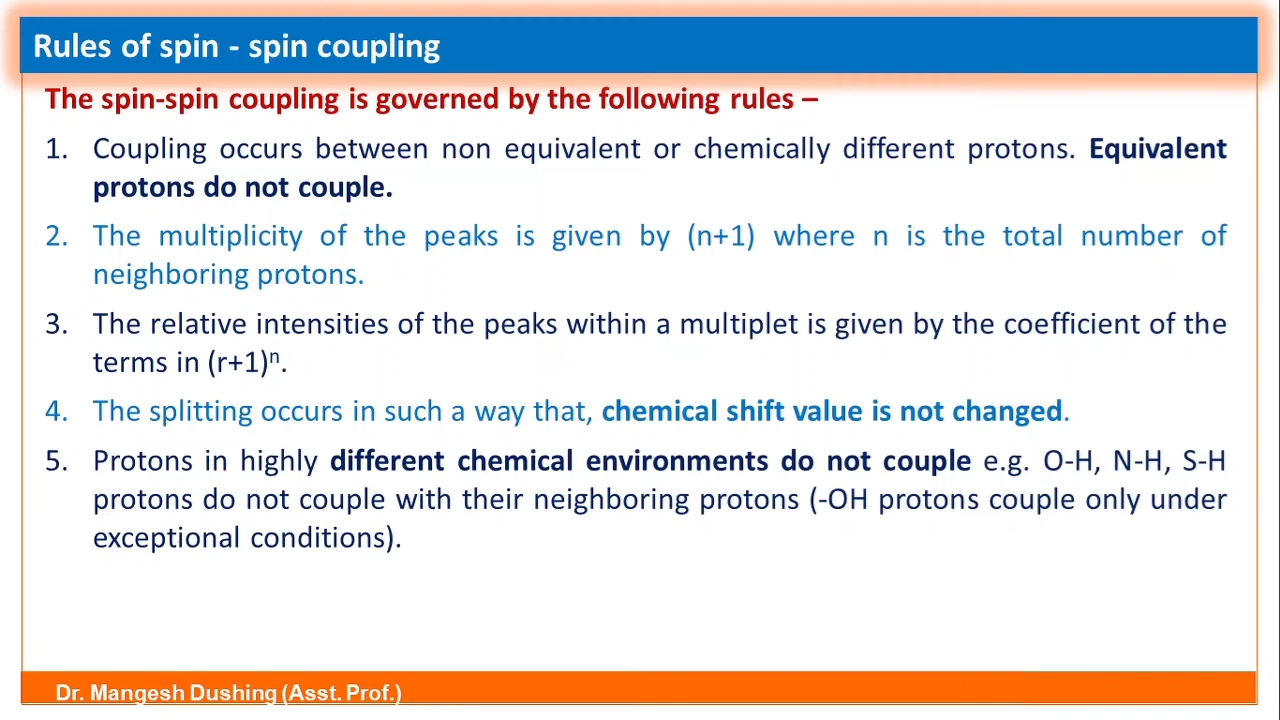 Rules of spin - spin coupling
The spin-spin coupling is governed by the following rules –
1. Coupling occurs between non equivalent or chemically different protons. Equivalent
protons do not couple.
2. The multiplicity of the peaks is given by (n+1) where n is the total number of
neighboring protons.
3. The relative intensities of the peaks within a multiplet is given by the coefficient of the
terms in (r+1)ⁿ.
4. The splitting occurs in such a way that, chemical shift value is not changed.
5. Protons in highly different chemical environments do not couple e.g. O-H, N-H, S-H
protons do not couple with their neighboring protons (-OH protons couple only under
exceptional conditions).
Dr. Mangesh Dushing (Asst. Prof.)